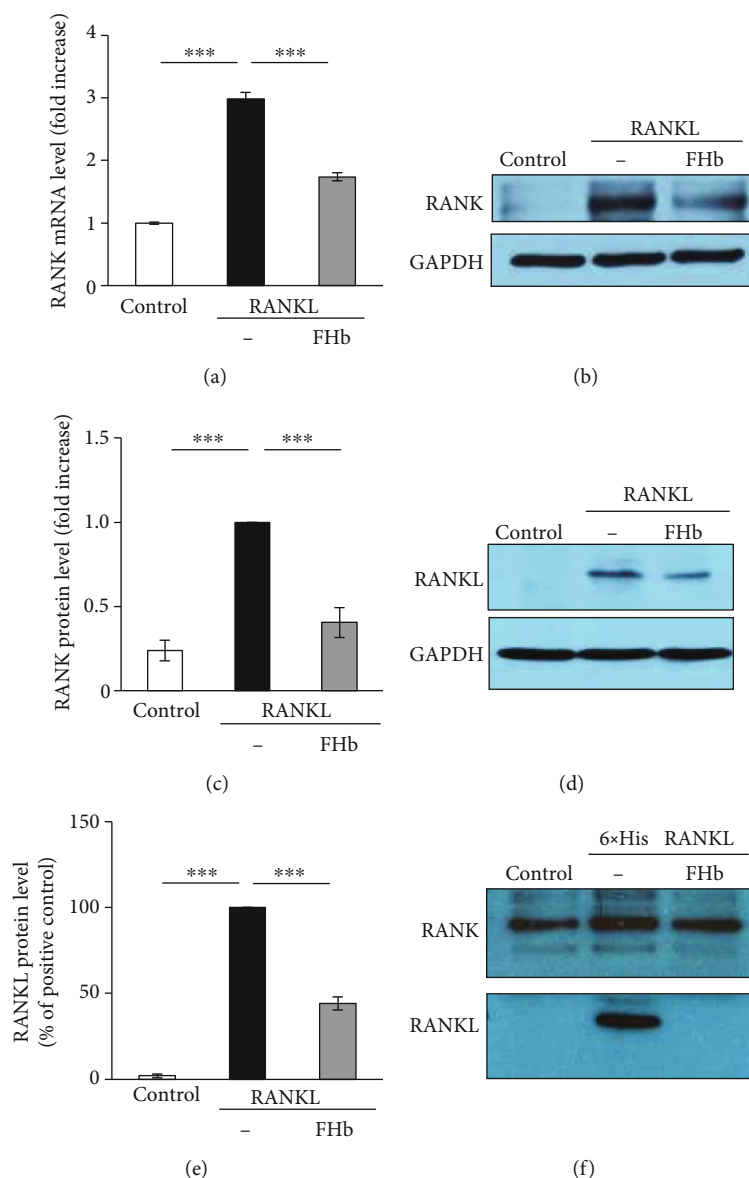 RANK mRNA level (fold increase)
4
3
2
1
0
***
***
Control
RANKL
–
FHb
(a)
RANKL
Control
–
FHb
RANK
GAPDH
(b)
RANK protein level (fold increase)
1.5
1.0
0.5
0
***
***
Control
RANKL
–
FHb
(c)
RANKL
Control
–
FHb
RANKL
GAPDH
(d)
RANKL protein level
(% of positive control)
150
100
50
0
***
***
Control
RANKL
–
FHb
(e)
6×His RANKL
Control
–
FHb
RANK
RANKL
(f)